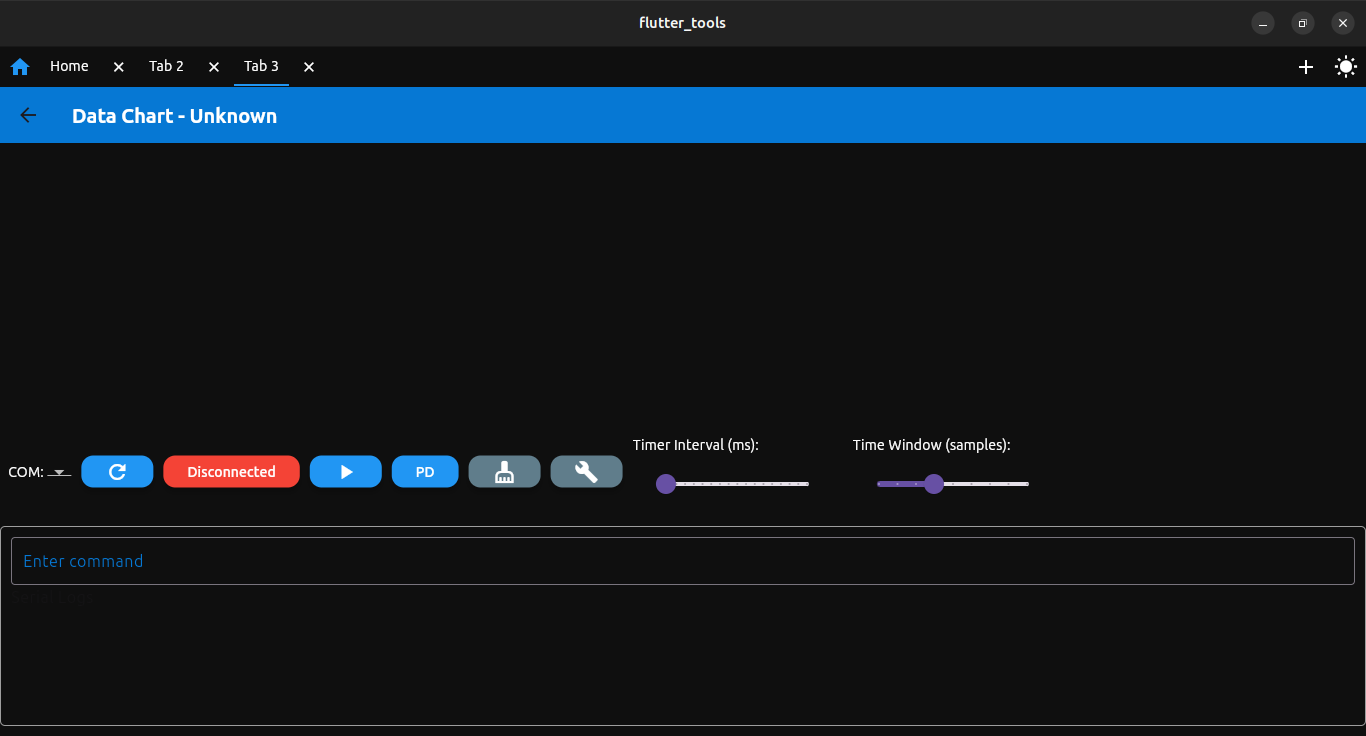 flutter_tools
Home Tab 2 Tab 3
Data Chart - Unknown
Timer Interval (ms): Time Window (samples):
COM: Disconnected PD
Enter command